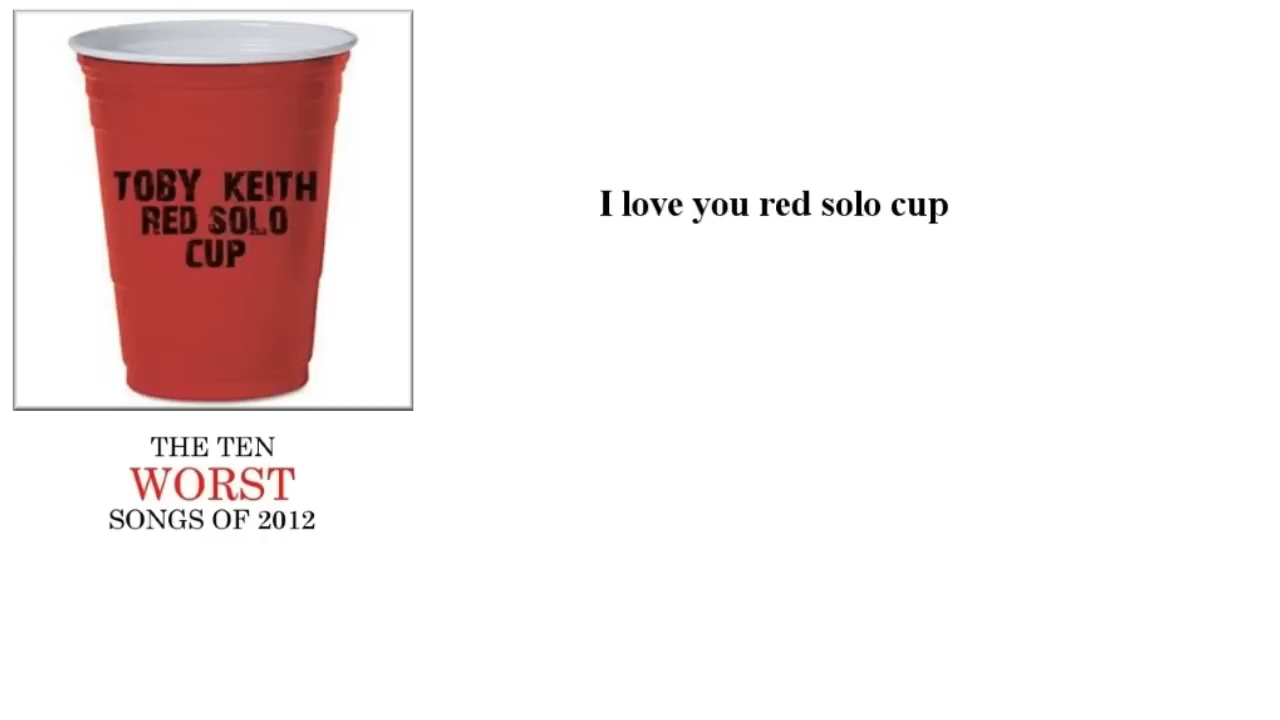 TOBY KEITH
RED SOLO
CUP
I love you red solo cup
THE TEN
WORST
SONGS OF 2012